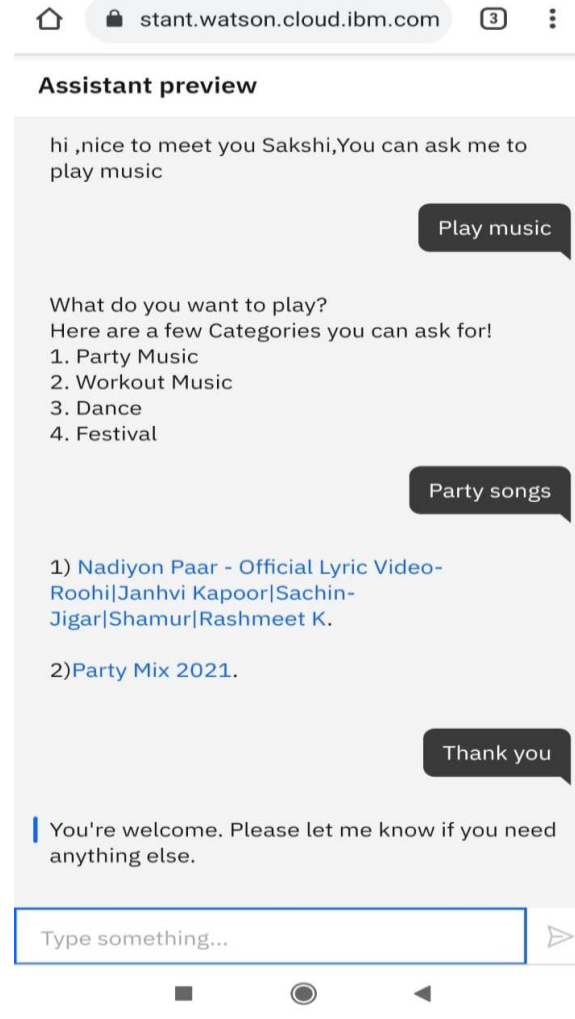 stant.watson.cloud.ibm.com 3
Assistant preview
hi ,nice to meet you Sakshi,You can ask me to
play music
Play music
What do you want to play?
Here are a few Categories you can ask for!
1. Party Music
2. Workout Music
3. Dance
4. Festival
Party songs
1) Nadiyon Paar - Official Lyric Video-
Roohi|Janhvi Kapoor|Sachin-
Jigar|Shamur|Rashmeet K.
2)Party Mix 2021.
Thank you
You're welcome. Please let me know if you need
anything else.
Type something...